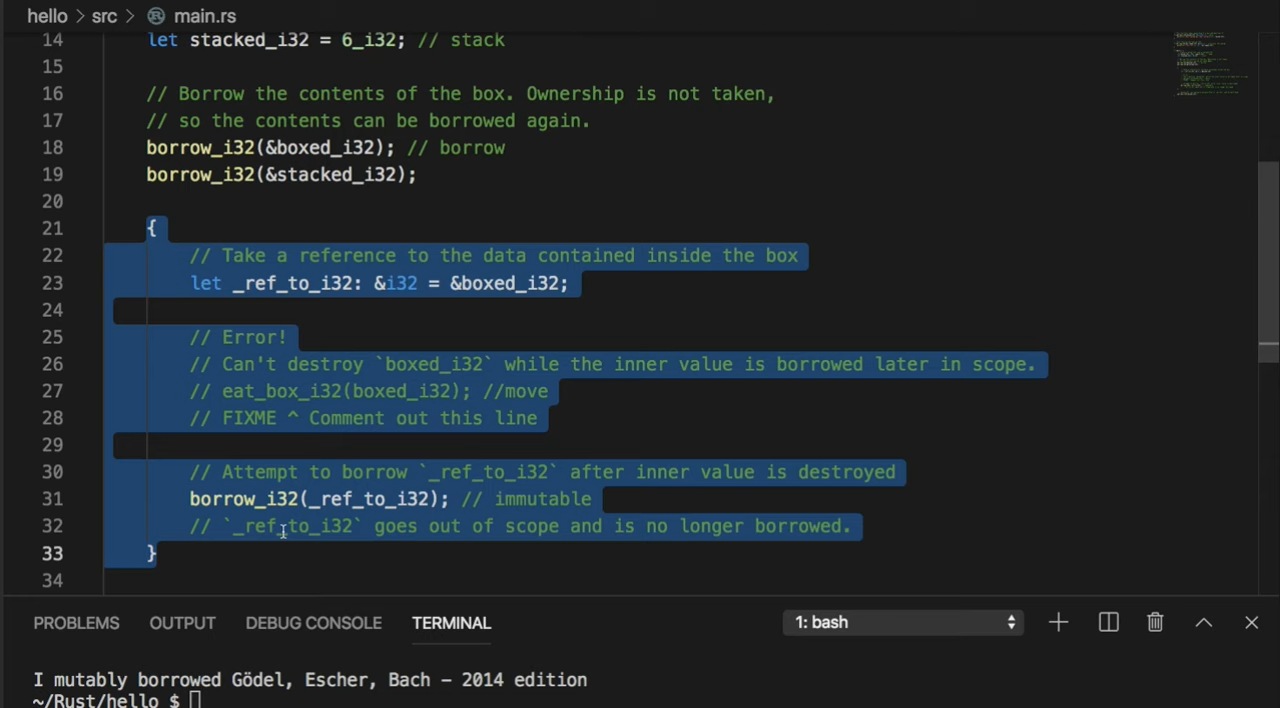 hello > src > main.rs
14 let stacked_i32 = 6_i32; // stack
15
16 // Borrow the contents of the box. Ownership is not taken,
17 // so the contents can be borrowed again.
18 borrow_i32(&boxed_i32); // borrow
19 borrow_i32(&stacked_i32);
20
21 {
22 // Take a reference to the data contained inside the box
23 let _ref_to_i32: &i32 = &boxed_i32;
24
25 // Error!
26 // Can't destroy `boxed_i32` while the inner value is borrowed later in scope.
27 // eat_box_i32(boxed_i32); //move
28 // FIXME ^ Comment out this line
29
30 // Attempt to borrow `_ref_to_i32` after inner value is destroyed
31 borrow_i32(_ref_to_i32); // immutable
32 // `_ref_to_i32` goes out of scope and is no longer borrowed.
33 }
34
PROBLEMS OUTPUT DEBUG CONSOLE TERMINAL 1: bash
I mutably borrowed Gödel, Escher, Bach – 2014 edition
~/Rust/hello $